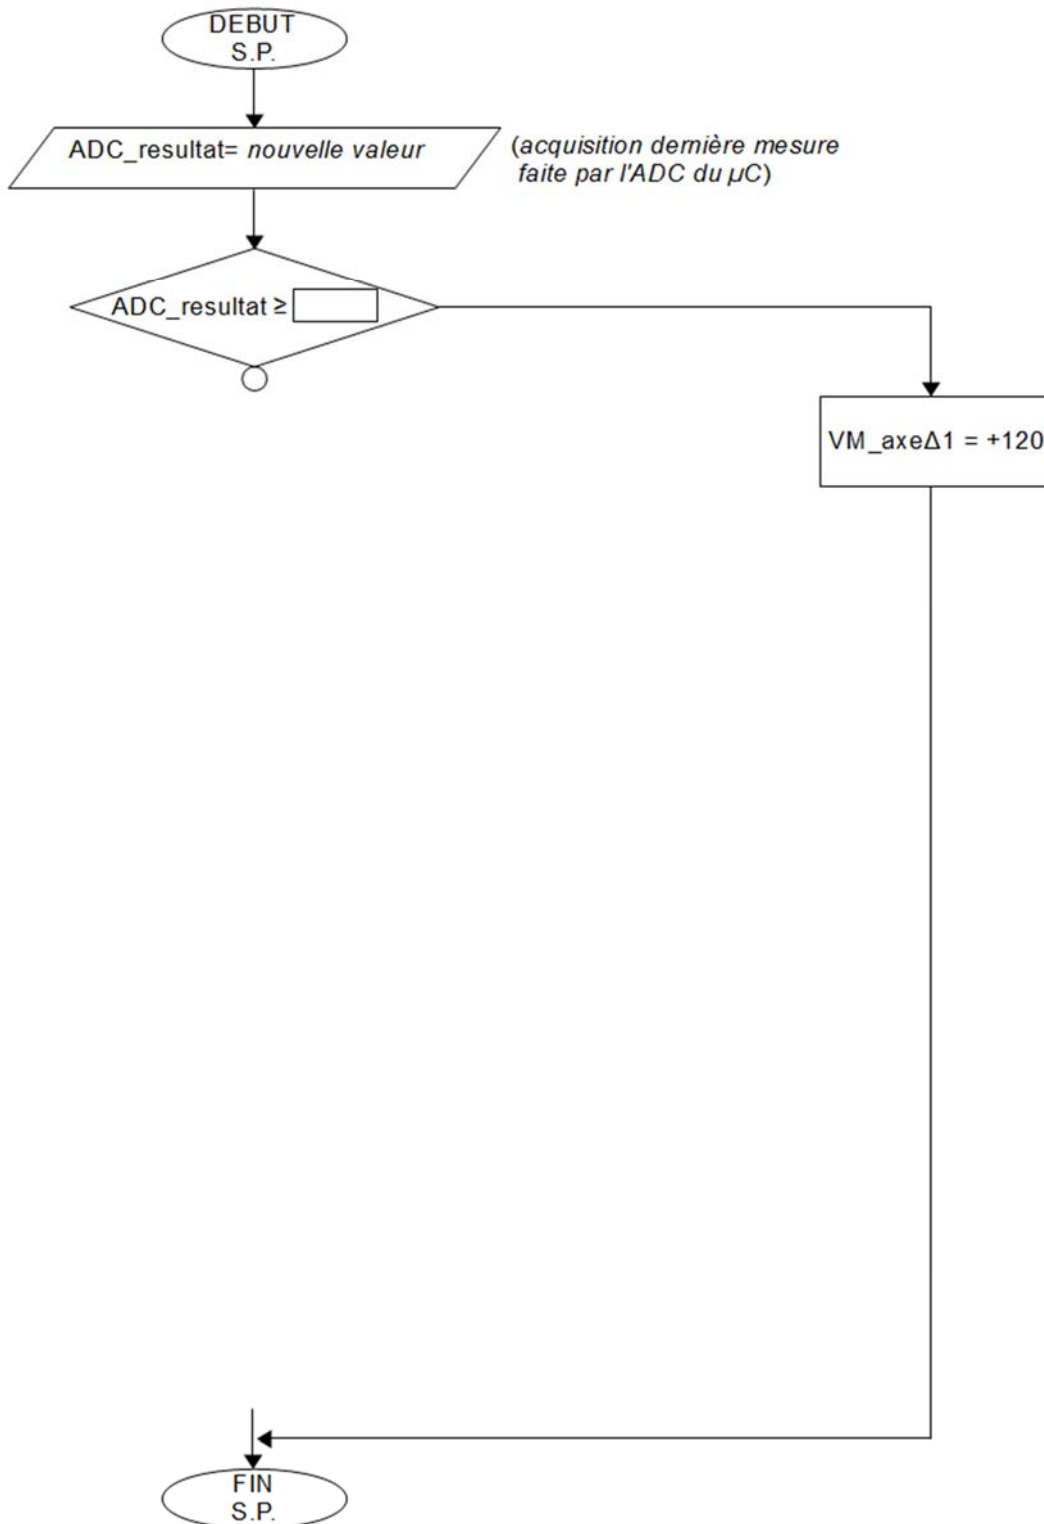 DEBUT
S.P.
ADC_resultat= nouvelle valeur
(acquisition dernière mesure
faite par l'ADC du µC)
ADC_resultat ≥
VM_axeΔ1 = +120
FIN
S.P.